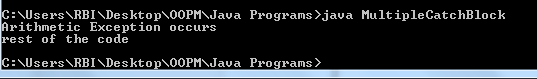 C:\Users\RBI\Desktop\OOPM\Java Programs>java MultipleCatchBlock
Arithmetic Exception occurs
rest of the code
C:\Users\RBI\Desktop\OOPM\Java Programs>